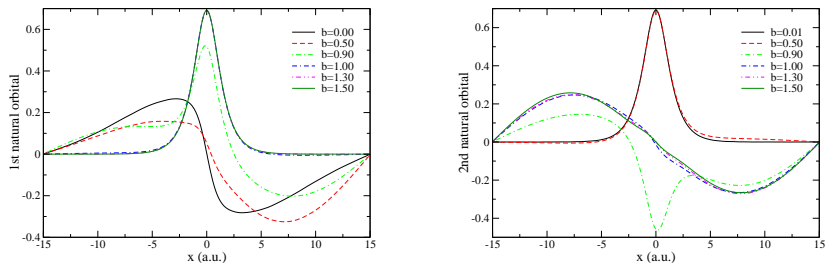 1st natural orbital
0.6
0.4
0.2
0
-0.2
-0.4
-15
-10
-5
0
5
10
15
x (a.u.)
b=0.00
b=0.50
b=0.90
b=1.00
b=1.30
b=1.50
2nd natural orbital
0.6
0.4
0.2
0
-0.2
-0.4
-15
-10
-5
0
5
10
15
x (a.u.)
b=0.01
b=0.50
b=0.90
b=1.00
b=1.30
b=1.50